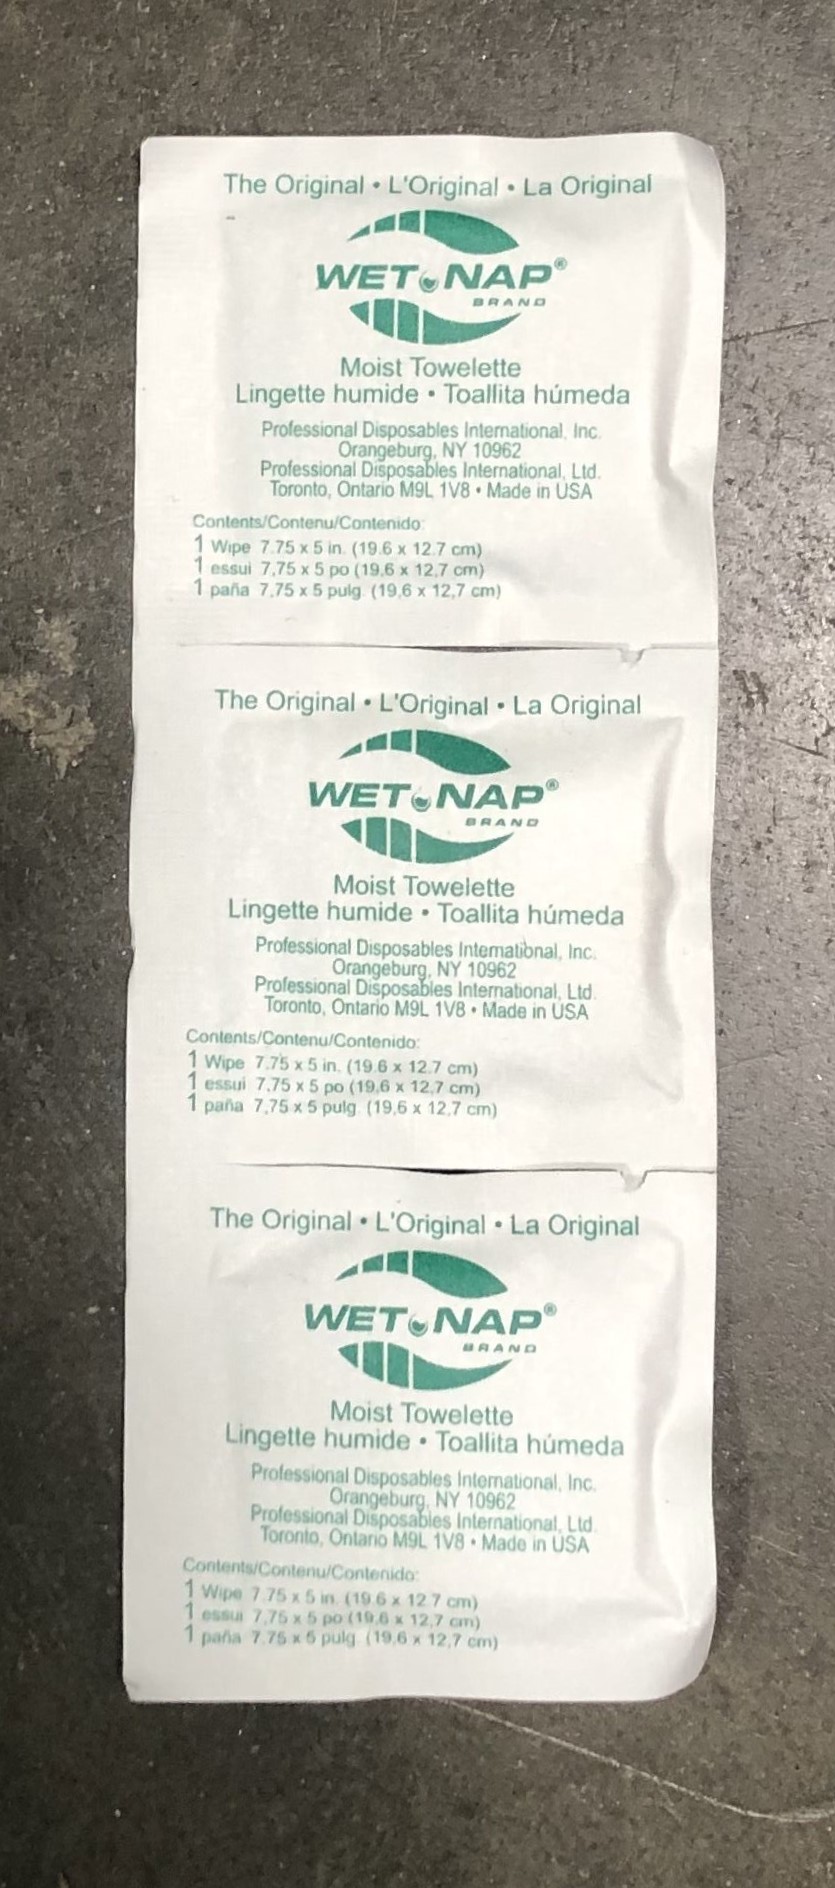 The Original • L'Original • La Original
WET NAP®
BRAND
Moist Towelette
Lingette humide • Toallita húmeda
Professional Disposables International, Inc.
Orangeburg, NY 10962
Professional Disposables International, Ltd.
Toronto, Ontario M9L 1V8 • Made in USA
Contents/Contenu/Contenido:
1 Wipe 7.75 x 5 in. (19.6 x 12.7 cm)
1 essui 7,75 x 5 po (19,6 x 12,7 cm)
1 paña 7,75 x 5 pulg. (19,6 x 12,7 cm)
The Original • L'Original • La Original
WET NAP®
BRAND
Moist Towelette
Lingette humide • Toallita húmeda
Professional Disposables International, Inc.
Orangeburg, NY 10962
Professional Disposables International, Ltd.
Toronto, Ontario M9L 1V8 • Made in USA
Contents/Contenu/Contenido:
1 Wipe 7.75 x 5 in. (19.6 x 12.7 cm)
1 essui 7,75 x 5 po (19,6 x 12,7 cm)
1 paña 7,75 x 5 pulg. (19,6 x 12,7 cm)
The Original • L'Original • La Original
WET NAP®
BRAND
Moist Towelette
Lingette humide • Toallita húmeda
Professional Disposables International, Inc.
Orangeburg, NY 10962
Professional Disposables International, Ltd.
Toronto, Ontario M9L 1V8 • Made in USA
Contents/Contenu/Contenido:
1 Wipe 7.75 x 5 in. (19.6 x 12.7 cm)
1 essui 7,75 x 5 po (19,6 x 12,7 cm)
1 paña 7,75 x 5 pulg. (19,6 x 12,7 cm)